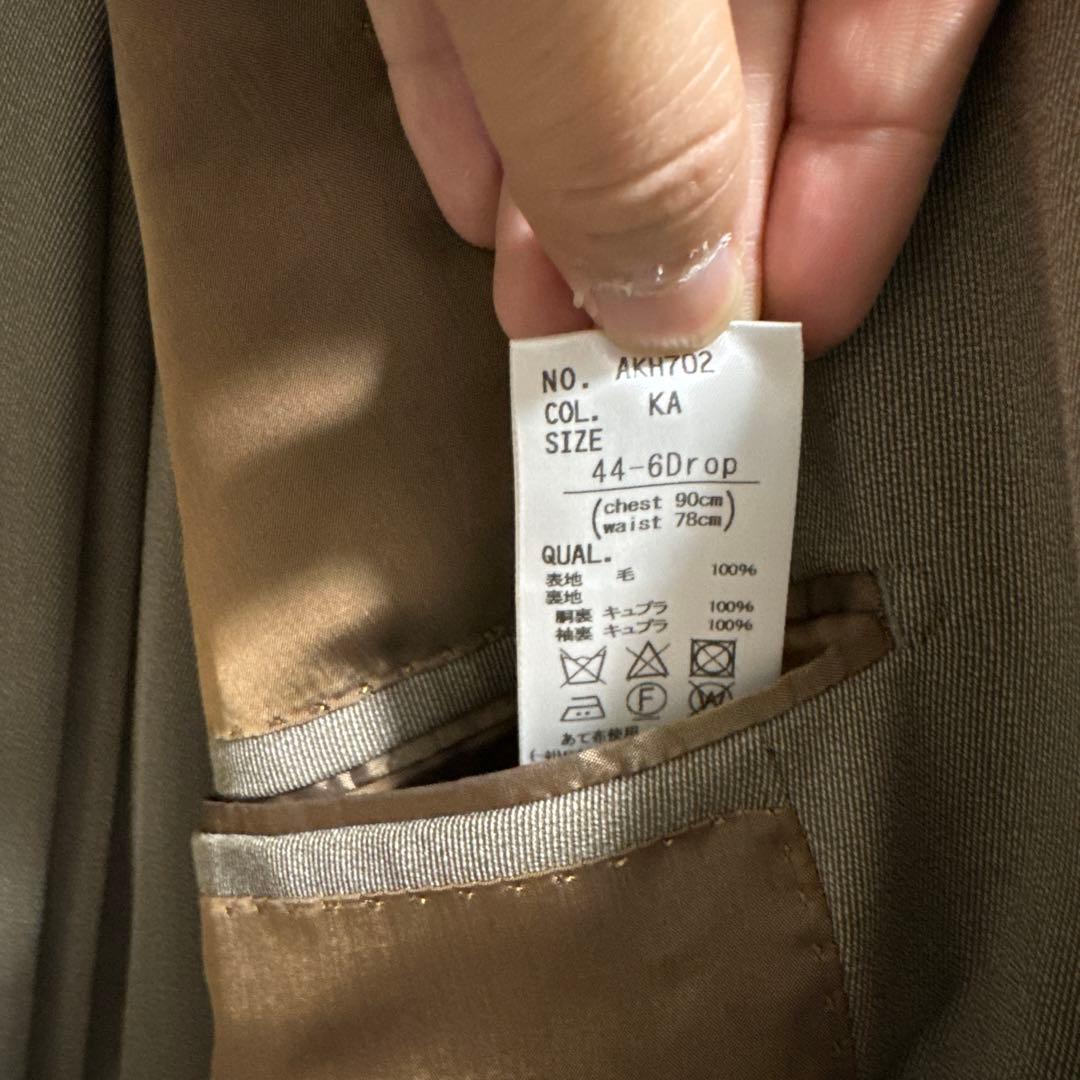 NO. AKH702
COL. KA
SIZE
44-6Drop
(chest 90cm
waist 78cm)
QUAL.
表地 毛 100%
裏地
胴裏 キュプラ 100%
袖裏 キュプラ 100%
F
W
あて布使用